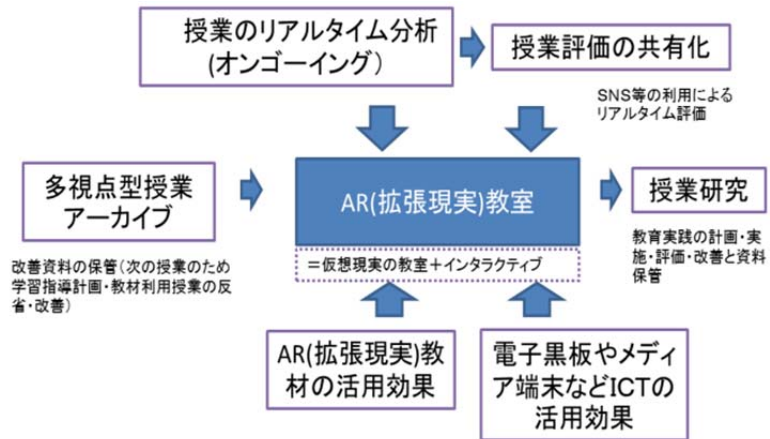 授業のリアルタイム分析
(オンゴーイング）
授業評価の共有化
SNS等の利用による
リアルタイム評価
多視点型授業
アーカイブ
改善資料の保管（次の授業のため
学習指導計画・教材利用授業の反
省・改善）
AR(拡張現実)教室
＝仮想現実の教室＋インタラクティブ
授業研究
教育実践の計画・実
施・評価・改善と資料
保管
AR(拡張現実)教
材の活用効果
電子黒板やメディ
ア端末などICTの
活用効果